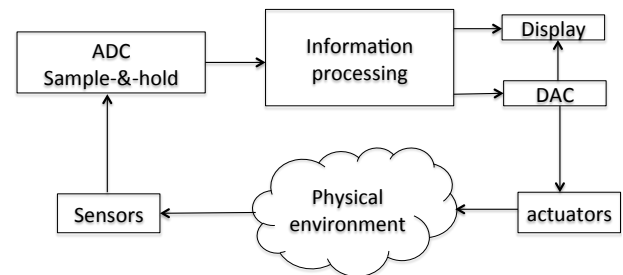 ADC
Sample-&-hold
Information
processing
Display
DAC
Sensors
Physical
environment
actuators